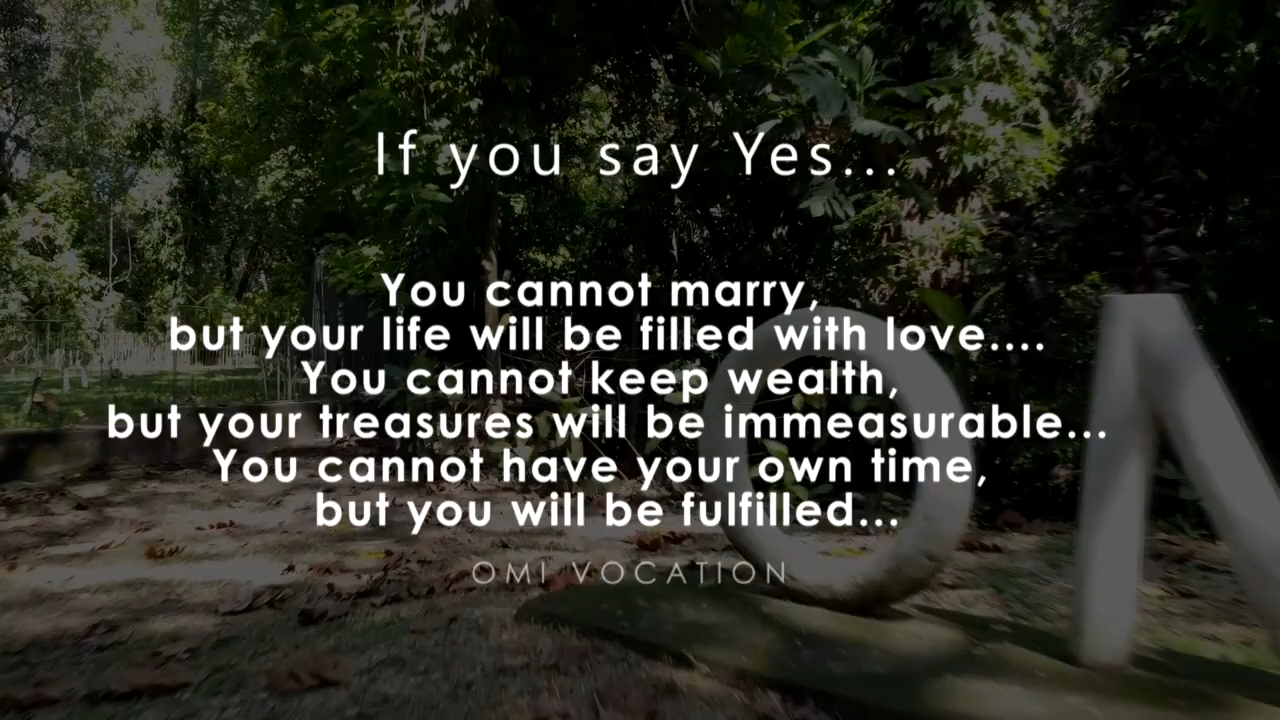 If you say Yes...
You cannot marry,
but your life will be filled with love....
You cannot keep wealth,
but your treasures will be immeasurable...
You cannot have your own time,
but you will be fulfilled...
OMI VOCATION